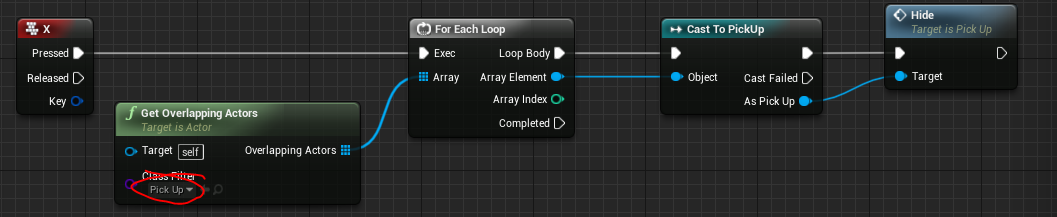 X
Pressed
Released
Key
Get Overlapping Actors
Target is Actor
Target self
Overlapping Actors
Class Filter
Pick Up
For Each Loop
Exec
Loop Body
Array
Array Element
Array Index
Completed
Cast To PickUp
Object
Cast Failed
As Pick Up
Hide
Target is Pick Up
Target